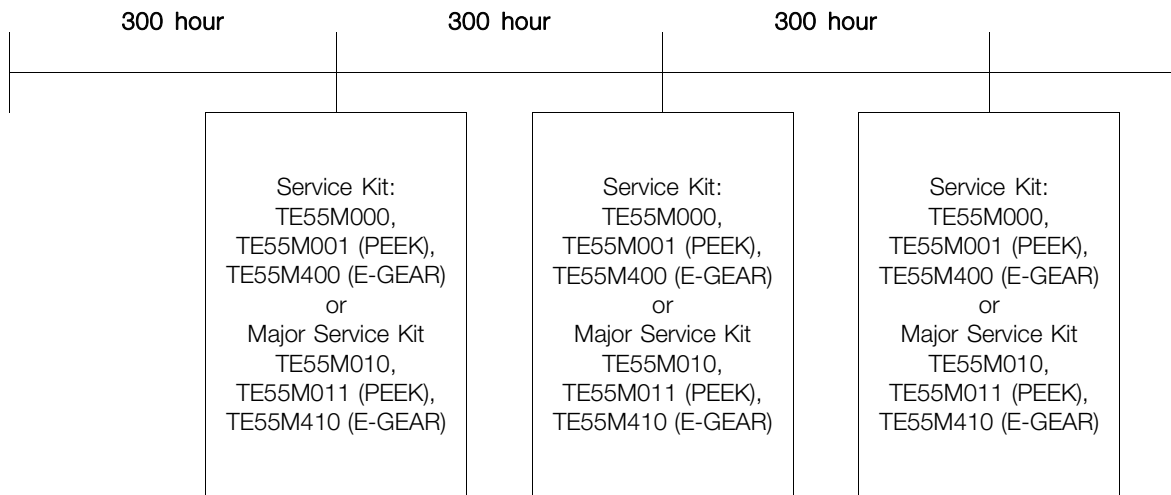 300 hour
300 hour
300 hour
Service Kit:
TE55M000,
TE55M001 (PEEK),
TE55M400 (E-GEAR)
or
Major Service Kit
TE55M010,
TE55M011 (PEEK),
TE55M410 (E-GEAR)
Service Kit:
TE55M000,
TE55M001 (PEEK),
TE55M400 (E-GEAR)
or
Major Service Kit
TE55M010,
TE55M011 (PEEK),
TE55M410 (E-GEAR)
Service Kit:
TE55M000,
TE55M001 (PEEK),
TE55M400 (E-GEAR)
or
Major Service Kit
TE55M010,
TE55M011 (PEEK),
TE55M410 (E-GEAR)